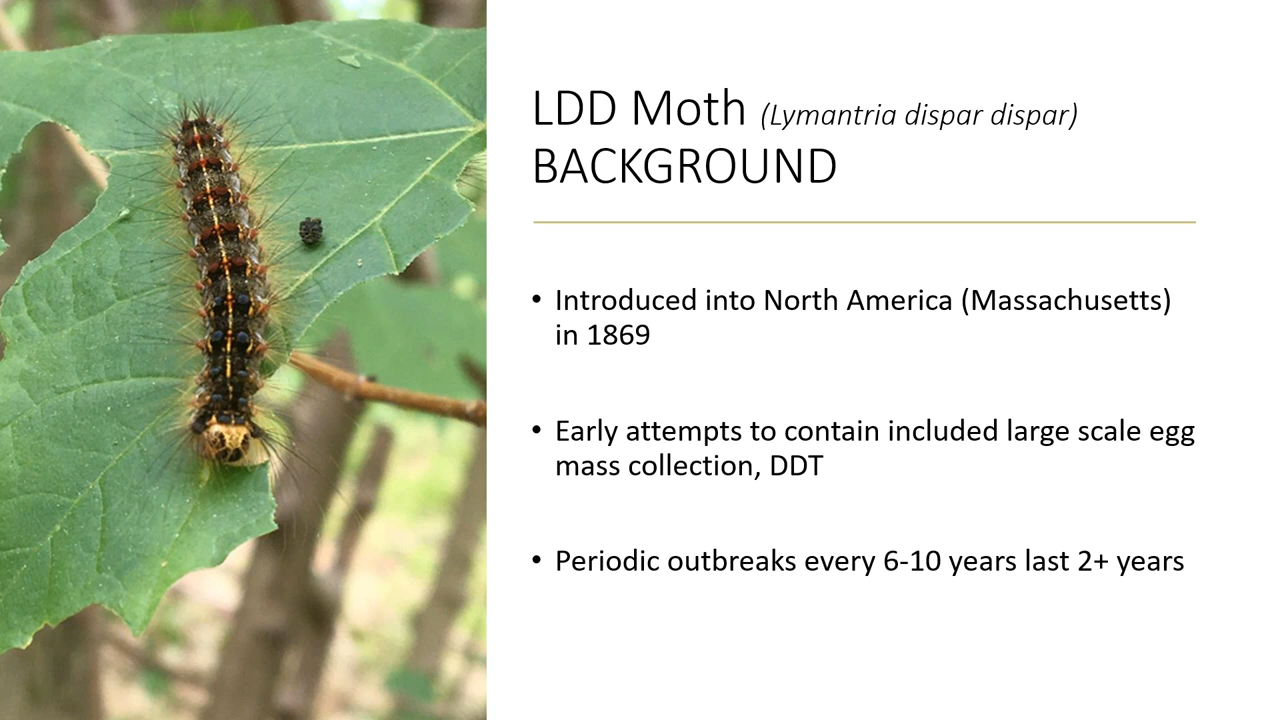 LDD Moth (Lymantria dispar dispar)
BACKGROUND
• Introduced into North America (Massachusetts)
in 1869
• Early attempts to contain included large scale egg
mass collection, DDT
• Periodic outbreaks every 6-10 years last 2+ years